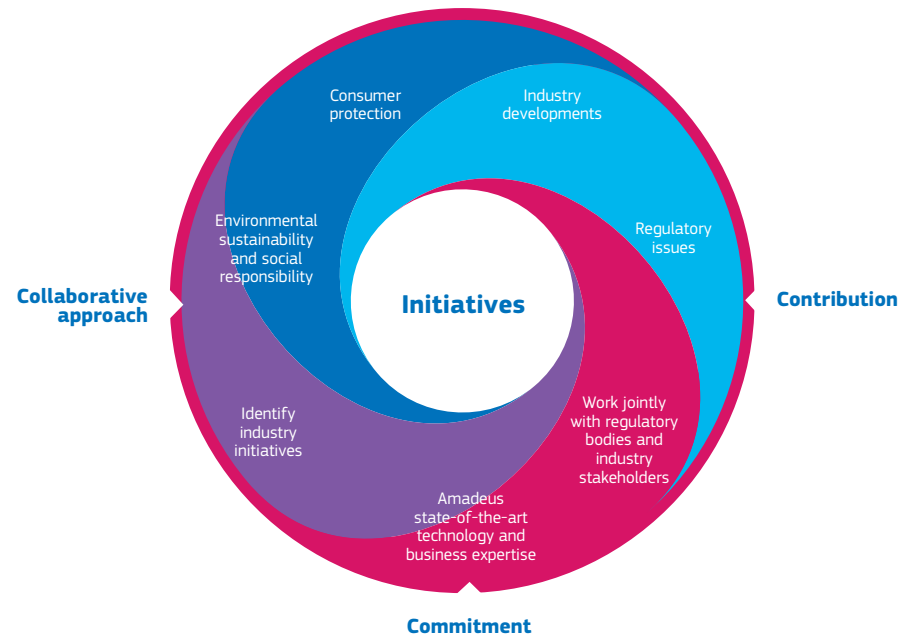 Consumer
protection
Industry
developments
Environmental
sustainability
and social
responsibility
Regulatory
issues
Collaborative
approach
Initiatives
Contribution
Identify
industry
initiatives
Work jointly
with regulatory
bodies and
industry
stakeholders
Amadeus
state-of-the-art
technology and
business expertise
Commitment